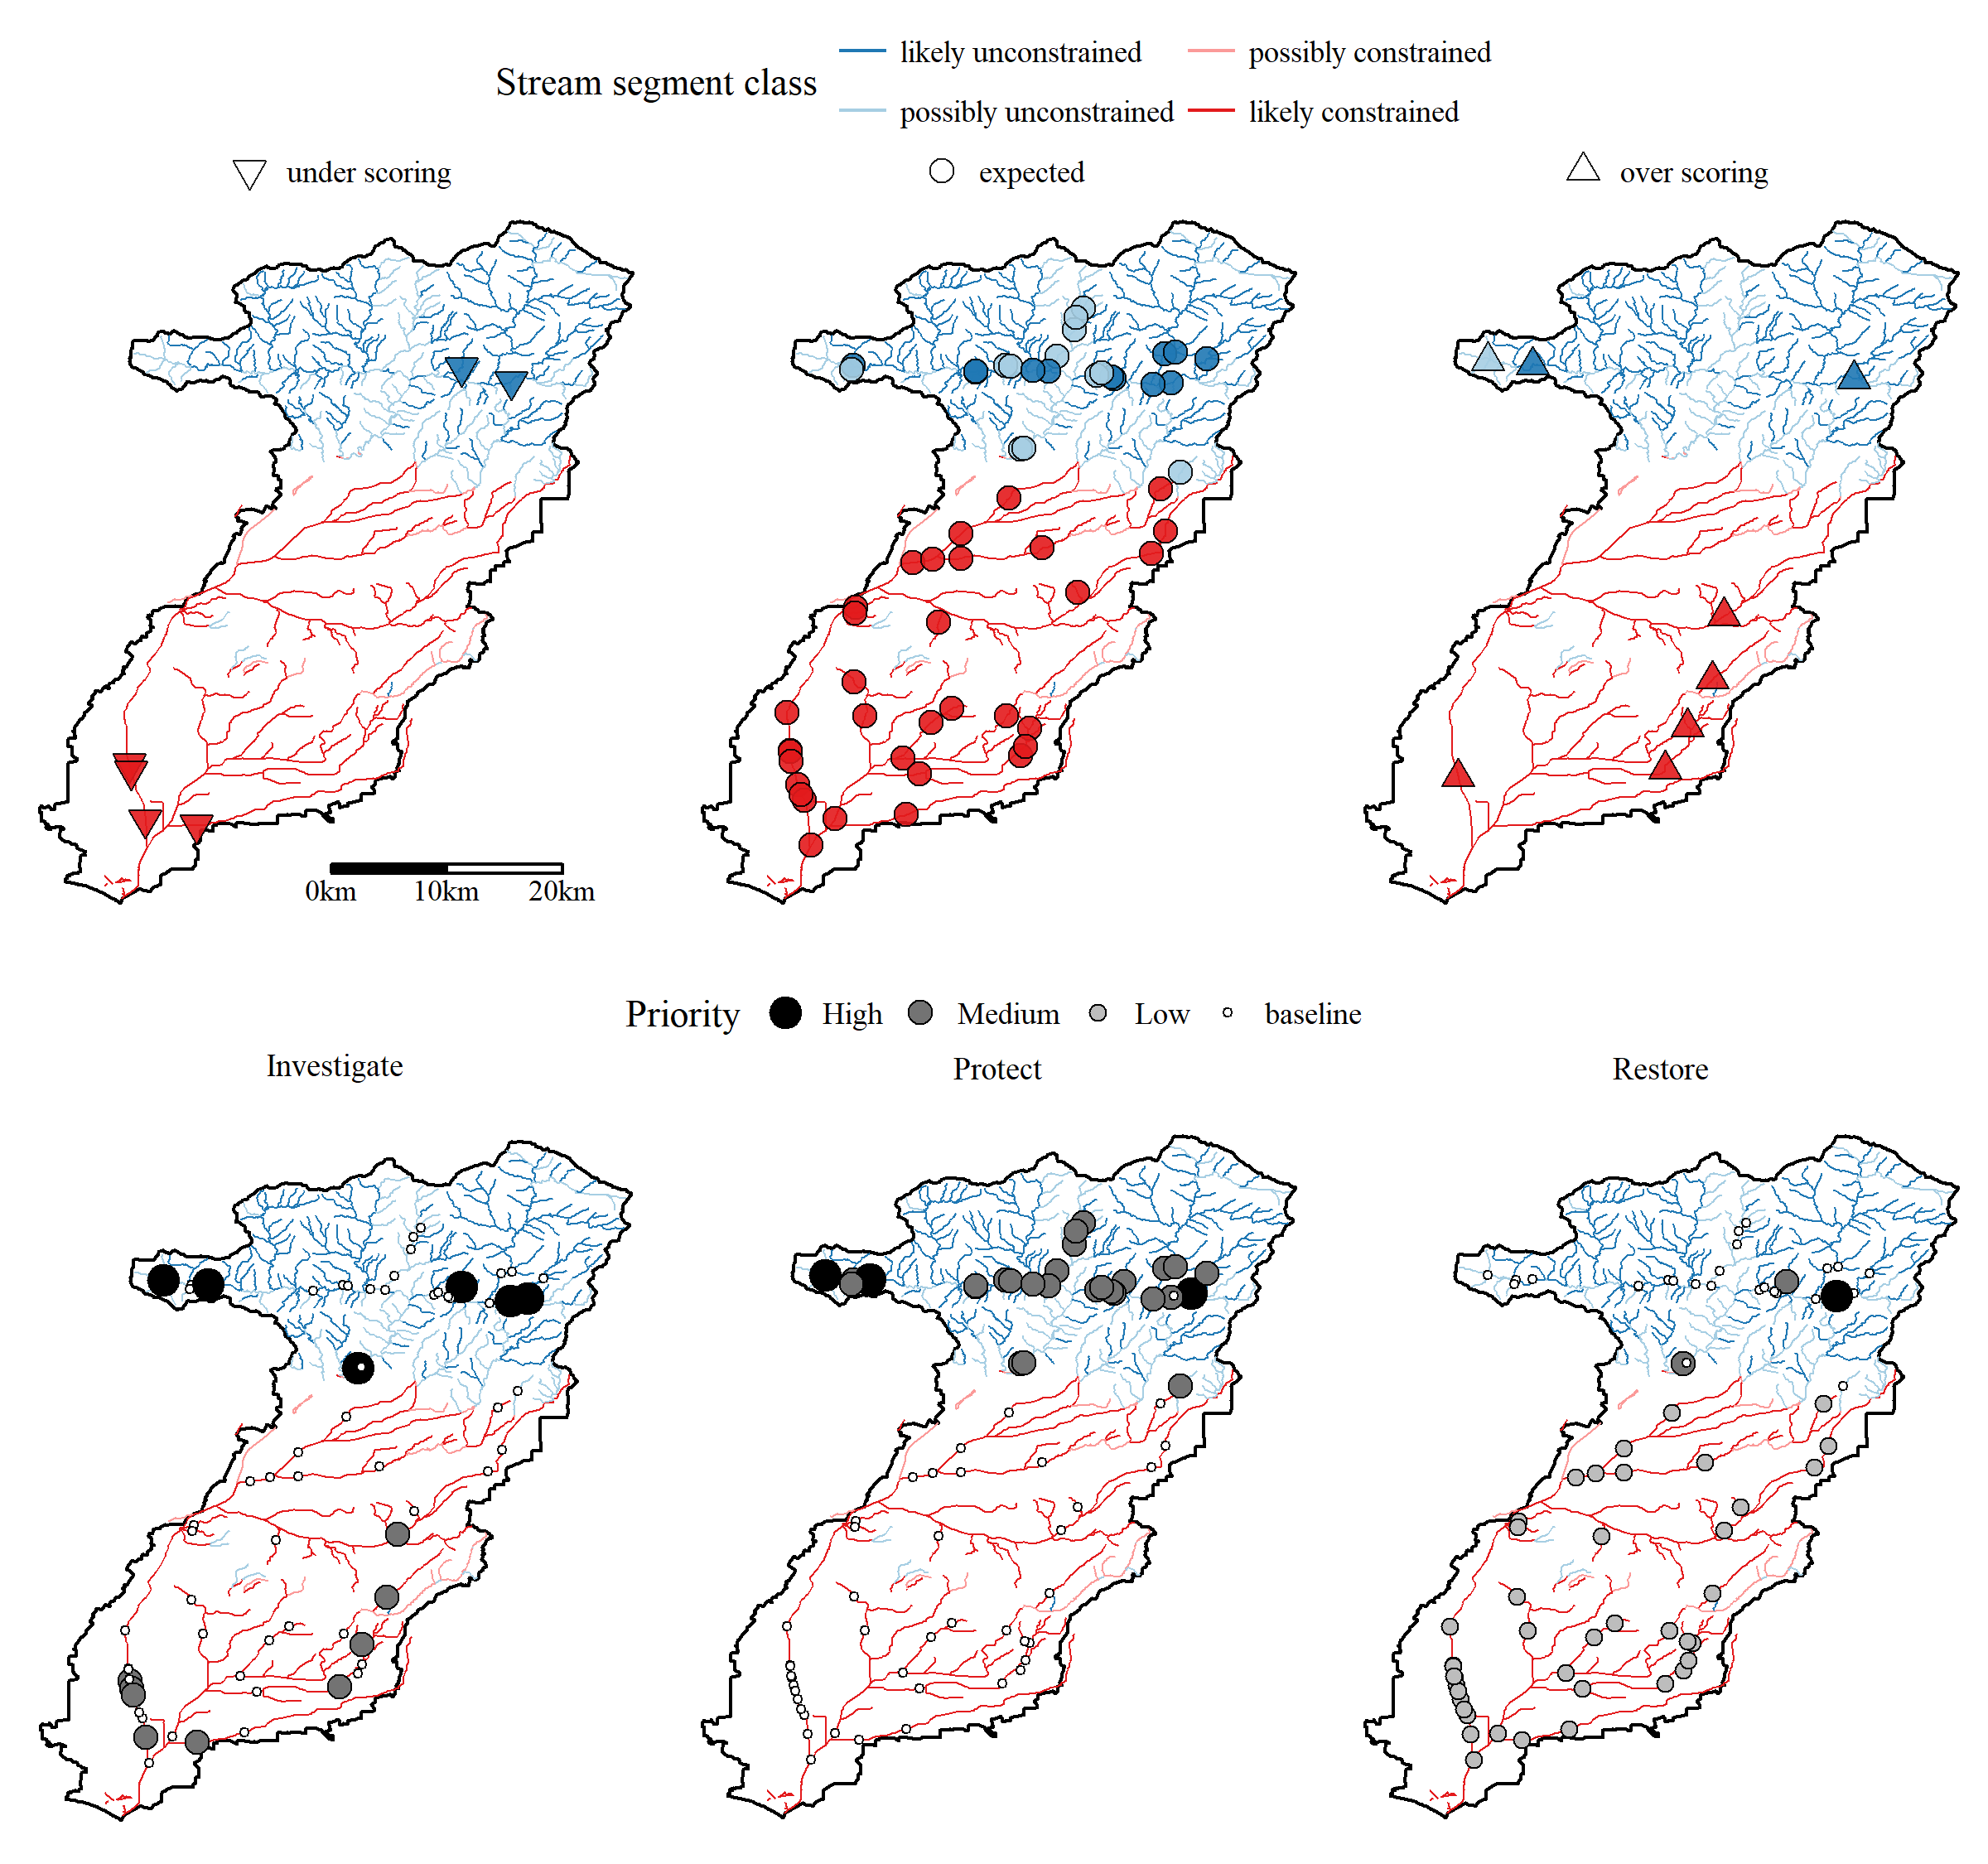 likely unconstrained
possibly constrained
Stream segment class
possibly unconstrained
likely constrained
under scoring
expected
over scoring
0km
10km
20km
Priority
High
Medium
Low
baseline
Investigate
Protect
Restore